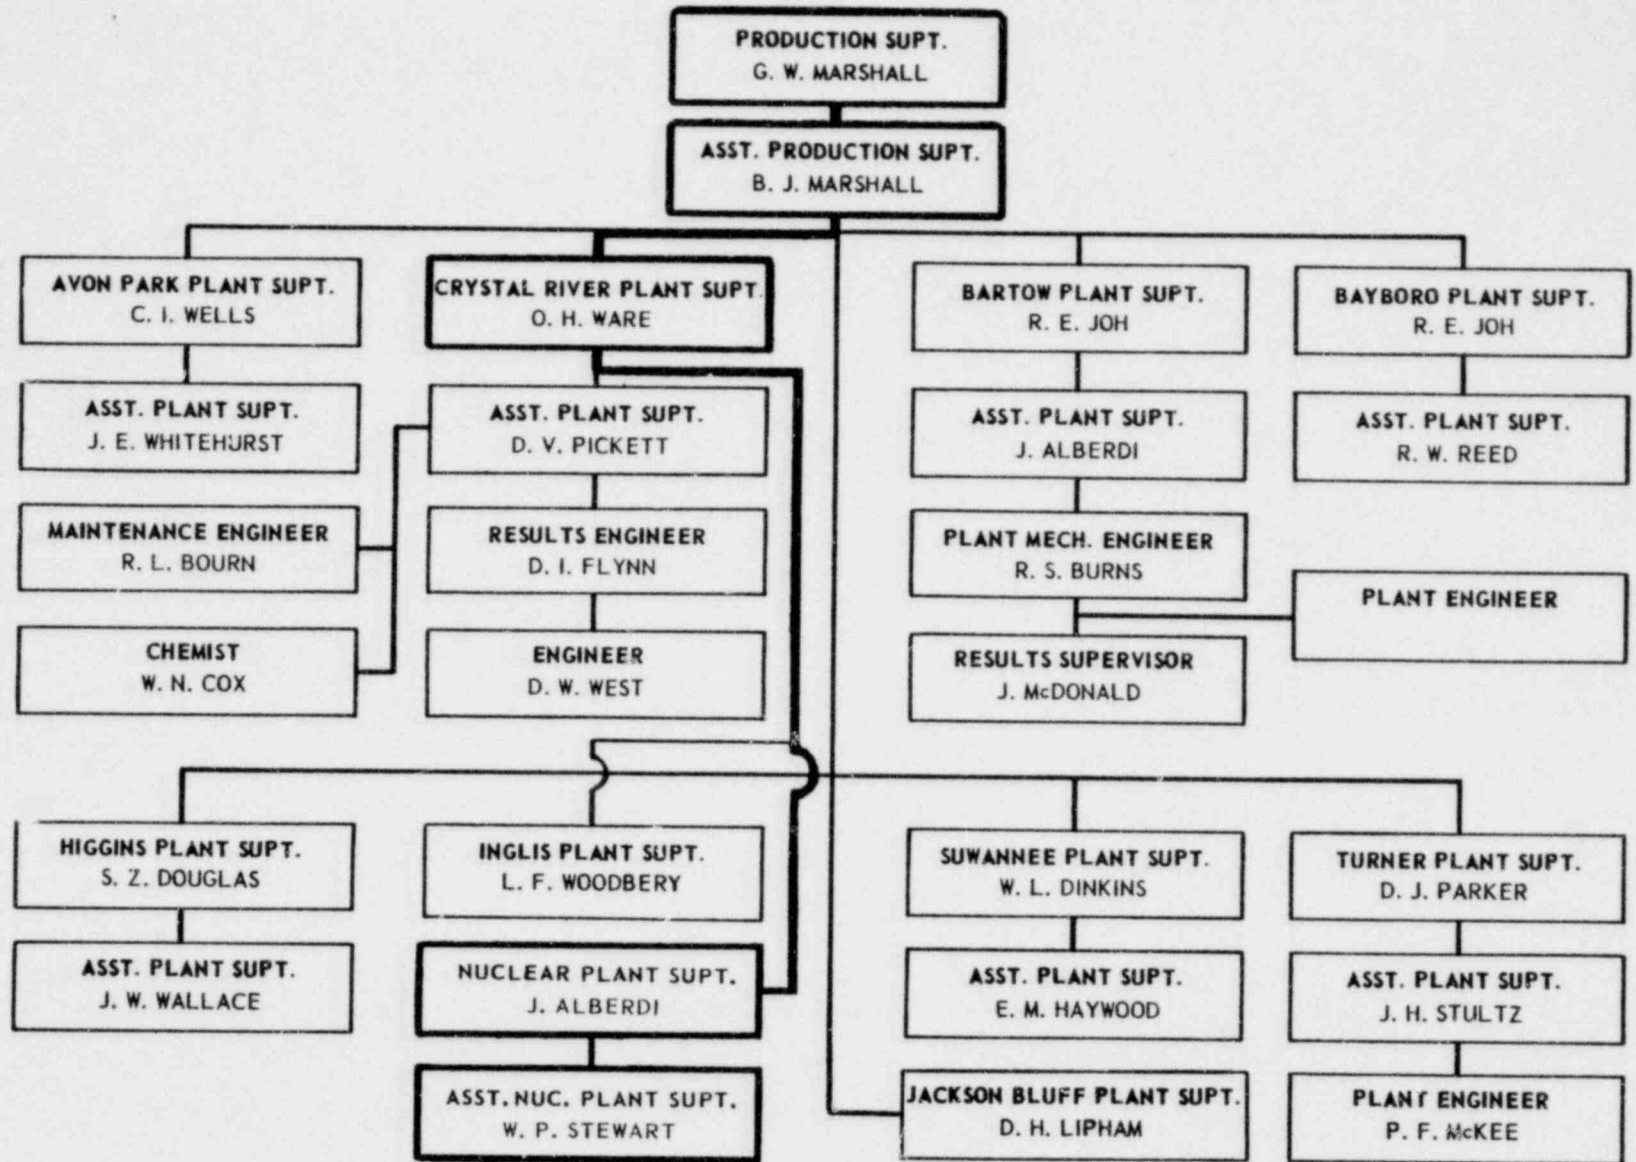 PRODUCTION SUPT.
G. W. MARSHALL
ASST. PRODUCTION SUPT.
B. J. MARSHALL
AVON PARK PLANT SUPT.
C. I. WELLS
CRYSTAL RIVER PLANT SUPT.
O. H. WARE
BARTOW PLANT SUPT.
R. E. JOH
BAYBORO PLANT SUPT.
R. E. JOH
ASST. PLANT SUPT.
J. E. WHITEHURST
ASST. PLANT SUPT.
D. V. PICKETT
ASST. PLANT SUPT.
J. ALBERDI
ASST. PLANT SUPT.
R. W. REED
MAINTENANCE ENGINEER
R. L. BOURN
RESULTS ENGINEER
D. I. FLYNN
PLANT MECH. ENGINEER
R. S. BURNS
PLANT ENGINEER
CHEMIST
W. N. COX
ENGINEER
D. W. WEST
RESULTS SUPERVISOR
J. McDONALD
HIGGINS PLANT SUPT.
S. Z. DOUGLAS
INGLIS PLANT SUPT.
L. F. WOODBERY
SUWANNEE PLANT SUPT.
W. L. DINKINS
TURNER PLANT SUPT.
D. J. PARKER
ASST. PLANT SUPT.
J. W. WALLACE
NUCLEAR PLANT SUPT.
J. ALBERDI
ASST. PLANT SUPT.
E. M. HAYWOOD
ASST. PLANT SUPT.
J. H. STULTZ
ASST. NUC. PLANT SUPT.
W. P. STEWART
JACKSON BLUFF PLANT SUPT.
D. H. LIPHAM
PLANT ENGINEER
P. F. McKEE